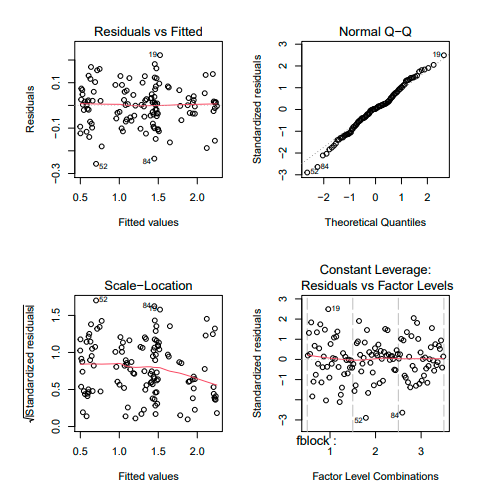 Residuals vs Fitted
Residuals
0.1
−0.1
−0.3
19
52
84
0.5 1.0 1.5 2.0
Fitted values
Normal Q−Q
Standardized residuals
3
2
1
0
−1
−2
−3
19
84
52
−2 −1 0 1 2
Theoretical Quantiles
Scale−Location
√|Standardized residuals|
1.5
1.0
0.5
0.0
52
84
19
0.5 1.0 1.5 2.0
Fitted values
Constant Leverage:
Residuals vs Factor Levels
Standardized residuals
3
2
1
0
−1
−3
19
52
84
fblock :
1 2 3
Factor Level Combinations